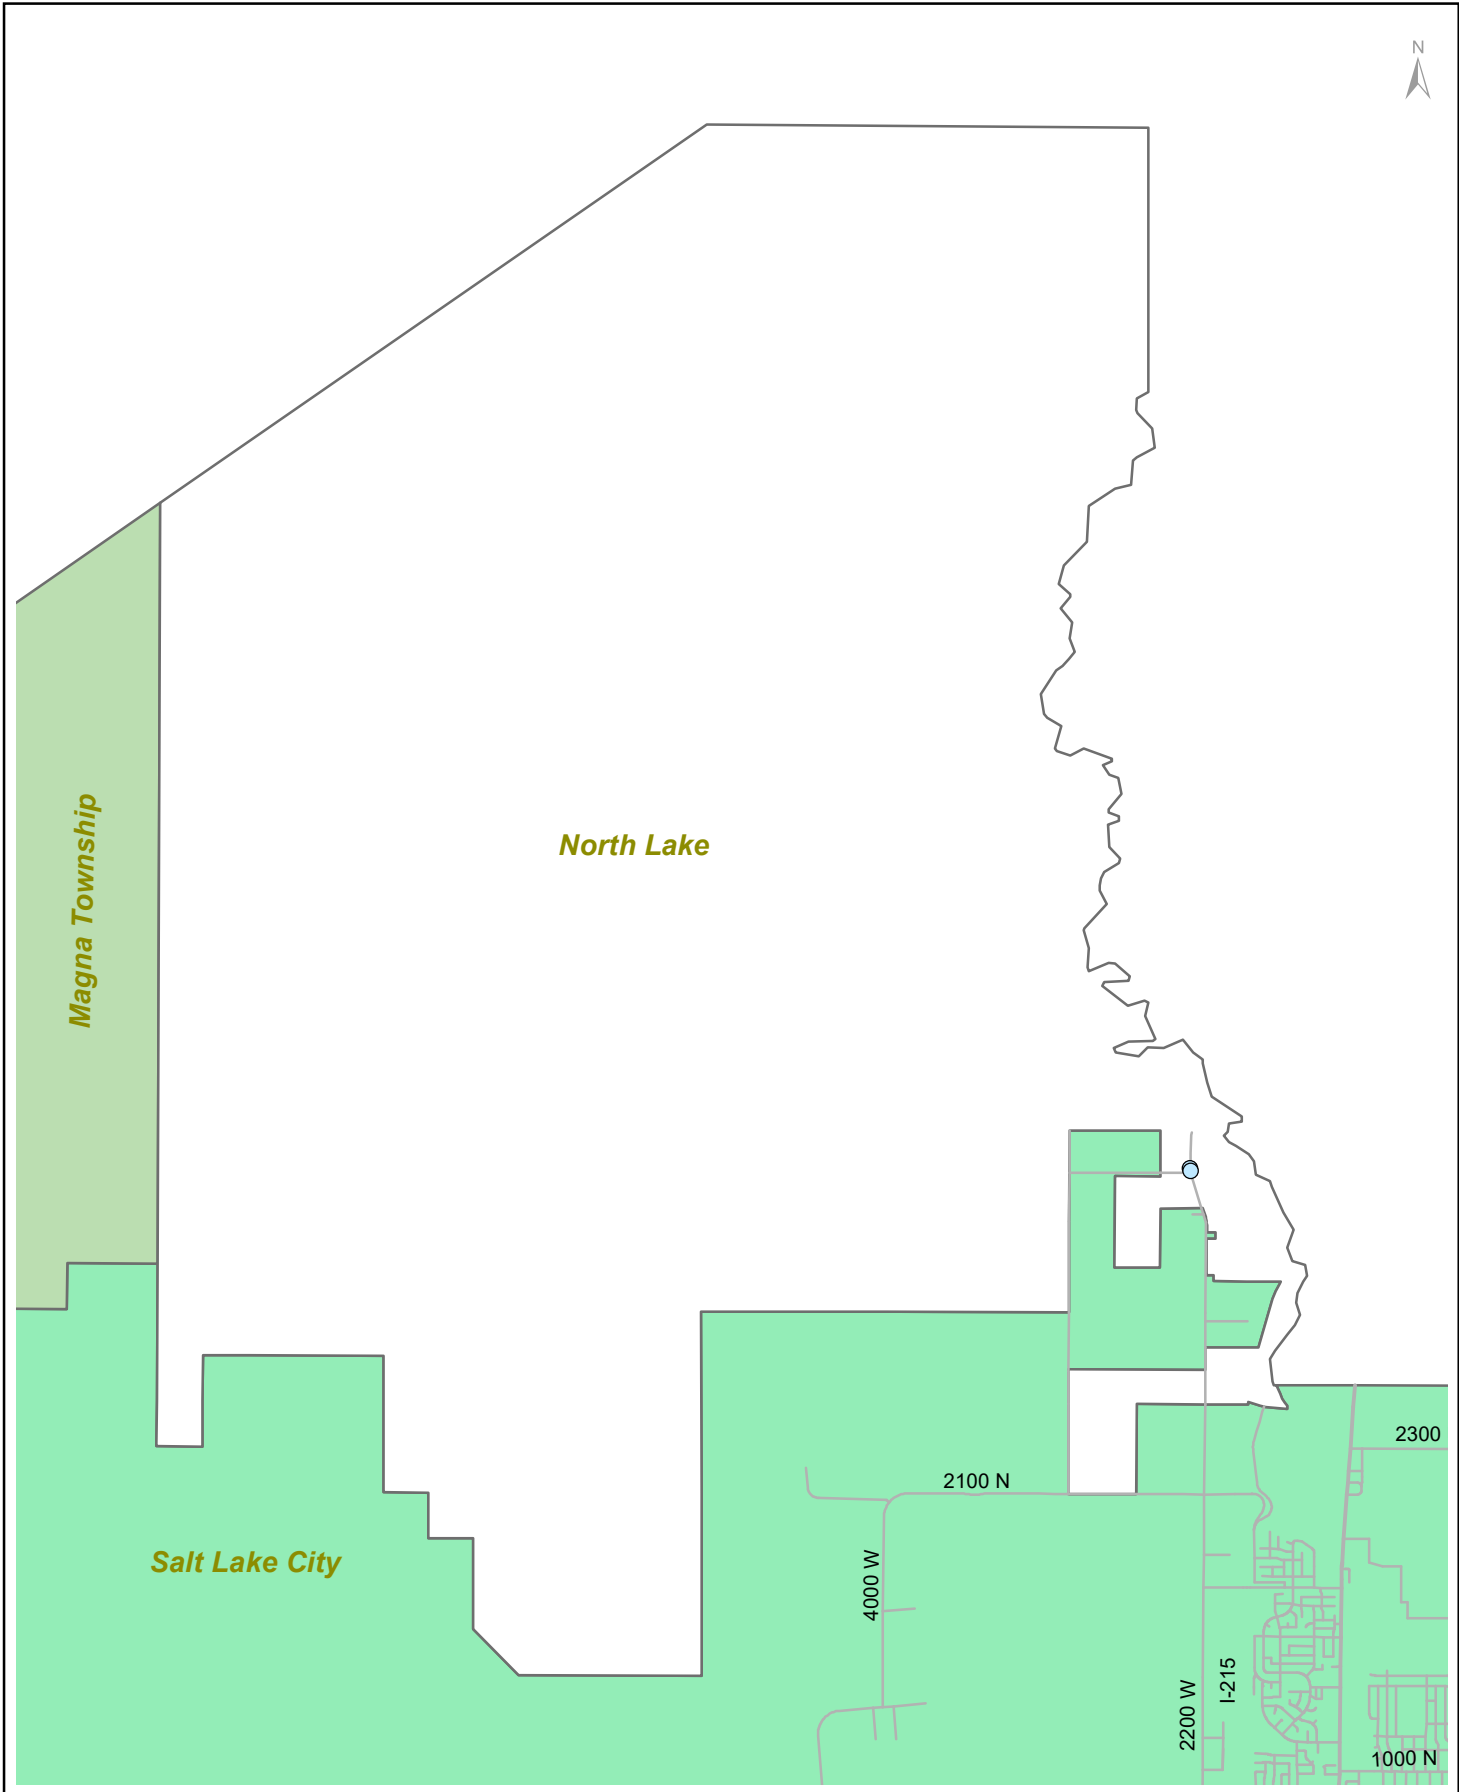 N
Magna Township
North Lake
2300
2100 N
Salt Lake City
4000 W
I-215
2200 W
1000 N